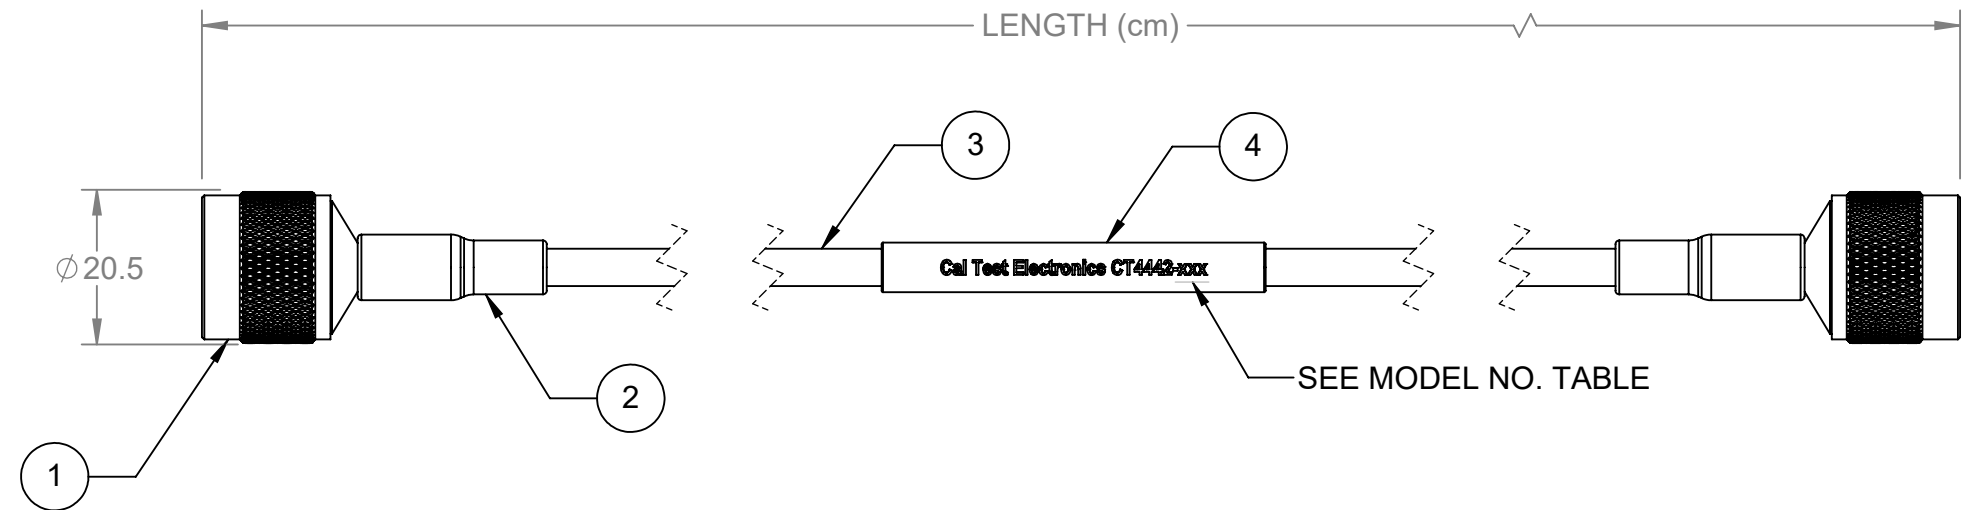 LENGTH (cm)
3
4
⌀20.5
Cal Test Electronics CT4442-xxx
SEE MODEL NO. TABLE
2
1